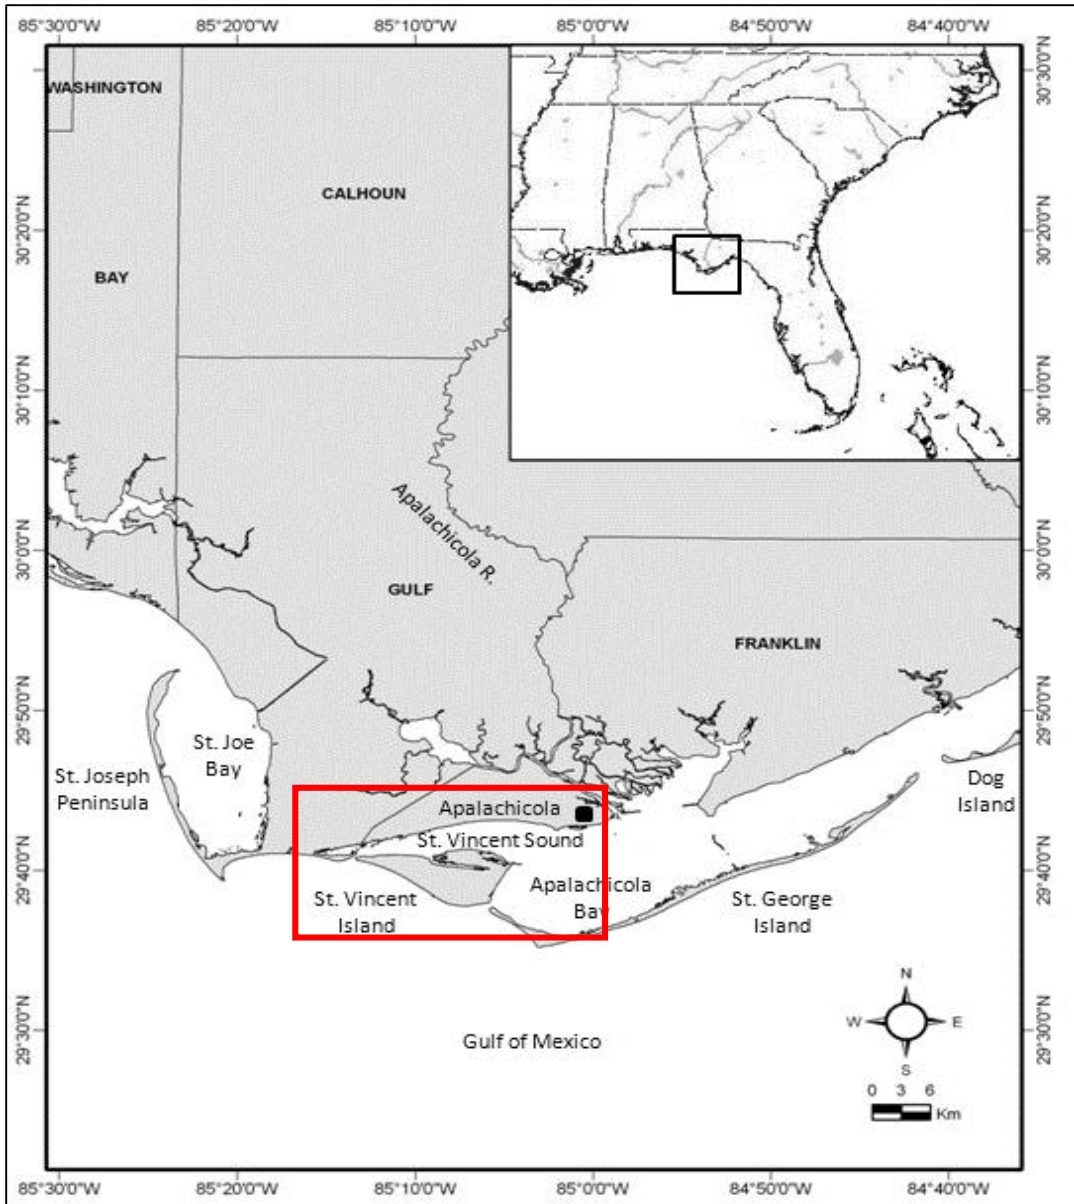 85°30'0"W 85°20'0"W 85°10'0"W 85°0'0"W 84°50'0"W 84°40'0"W
30°30'0"N
30°20'0"N
30°10'0"N
30°0'0"N
29°50'0"N
29°40'0"N
29°30'0"N
WASHINGTON
CALHOUN
BAY
Apalachicola R.
GULF
FRANKLIN
St. Joe
Bay
St. Joseph
Peninsula
Dog
Island
Apalachicola
St. Vincent Sound
St. Vincent
Island
Apalachicola
Bay
St. George
Island
Gulf of Mexico
N
W E
S
0 3 6
Km
30°30'0"N
30°20'0"N
30°10'0"N
30°0'0"N
29°50'0"N
29°40'0"N
29°30'0"N
85°30'0"W 85°20'0"W 85°10'0"W 85°0'0"W 84°50'0"W 84°40'0"W